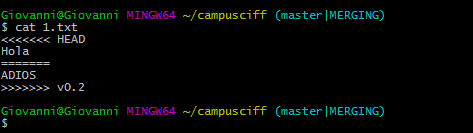 Giovanni@Giovanni MINGW64 ~/campusciff (master|MERGING)
$ cat 1.txt
<<<<<<< HEAD
Hola
=======
ADIOS
>>>>>>> v0.2
Giovanni@Giovanni MINGW64 ~/campusciff (master|MERGING)
$